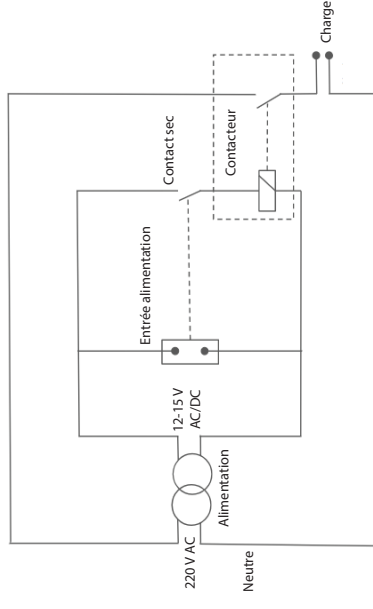 220 V AC
Neutre
Alimentation
12-15 V
AC/DC
Entrée alimentation
Contact sec
Contacteur
Charge